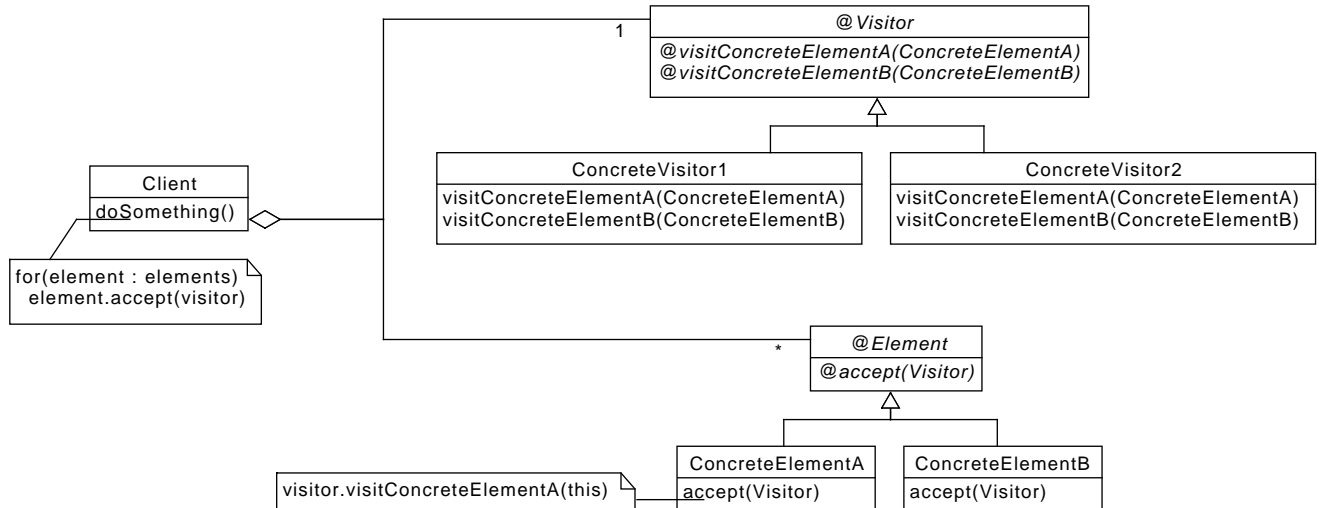 @Visitor
1
@visitConcreteElementA(ConcreteElementA)
@visitConcreteElementB(ConcreteElementB)
ConcreteVisitor1
visitConcreteElementA(ConcreteElementA)
visitConcreteElementB(ConcreteElementB)
ConcreteVisitor2
visitConcreteElementA(ConcreteElementA)
visitConcreteElementB(ConcreteElementB)
Client
doSomething()
for(element : elements)
element.accept(visitor)
*
@Element
@accept(Visitor)
ConcreteElementA
accept(Visitor)
ConcreteElementB
accept(Visitor)
visitor.visitConcreteElementA(this)